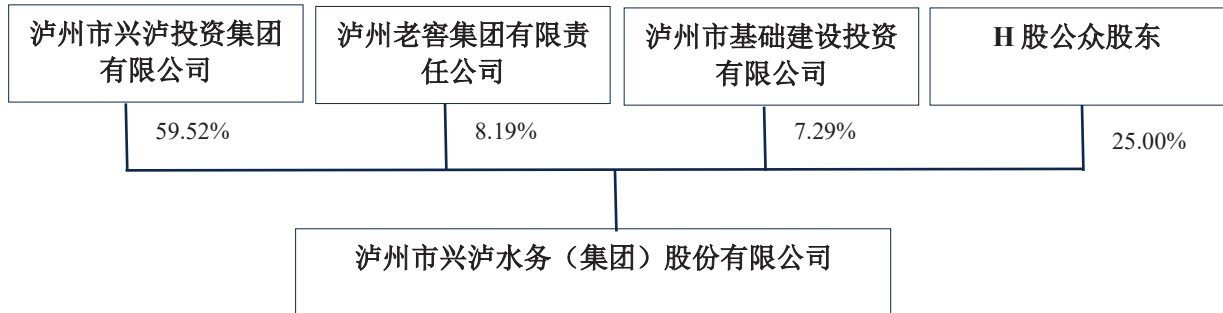 泸州市兴泸投资集团
有限公司
泸州老窖集团有限责
任公司
泸州市基础建设投资
有限公司
H 股公众股东
59.52%
8.19%
7.29%
25.00%
泸州市兴泸水务（集团）股份有限公司